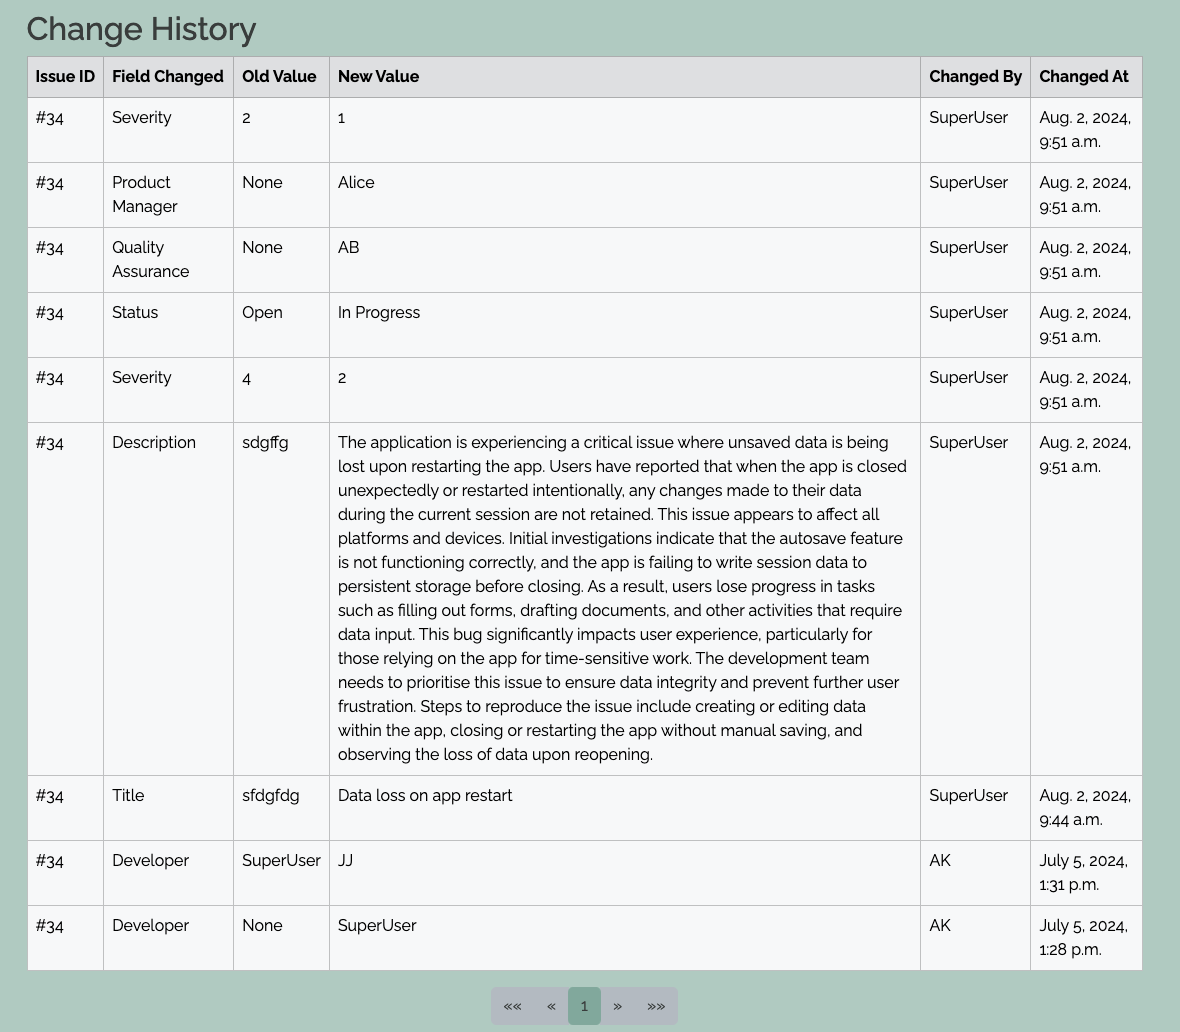 Change History
Issue ID Field Changed Old Value New Value Changed By Changed At
#34 Severity 2 1 SuperUser Aug. 2, 2024,
9:51 a.m.
#34 Product None Alice SuperUser Aug. 2, 2024,
Manager 9:51 a.m.
#34 Quality None AB SuperUser Aug. 2, 2024,
Assurance 9:51 a.m.
#34 Status Open In Progress SuperUser Aug. 2, 2024,
9:51 a.m.
#34 Severity 4 2 SuperUser Aug. 2, 2024,
9:51 a.m.
#34 Description sdgffg The application is experiencing a critical issue where unsaved data is being SuperUser Aug. 2, 2024,
lost upon restarting the app. Users have reported that when the app is closed 9:51 a.m.
unexpectedly or restarted intentionally, any changes made to their data
during the current session are not retained. This issue appears to affect all
platforms and devices. Initial investigations indicate that the autosave feature
is not functioning correctly, and the app is failing to write session data to
persistent storage before closing. As a result, users lose progress in tasks
such as filling out forms, drafting documents, and other activities that require
data input. This bug significantly impacts user experience, particularly for
those relying on the app for time-sensitive work. The development team
needs to prioritise this issue to ensure data integrity and prevent further user
frustration. Steps to reproduce the issue include creating or editing data
within the app, closing or restarting the app without manual saving, and
observing the loss of data upon reopening.
#34 Title sfdgfdg Data loss on app restart SuperUser Aug. 2, 2024,
9:44 a.m.
#34 Developer SuperUser JJ AK July 5, 2024,
1:31 p.m.
#34 Developer None SuperUser AK July 5, 2024,
1:28 p.m.
«« « 1 » »»